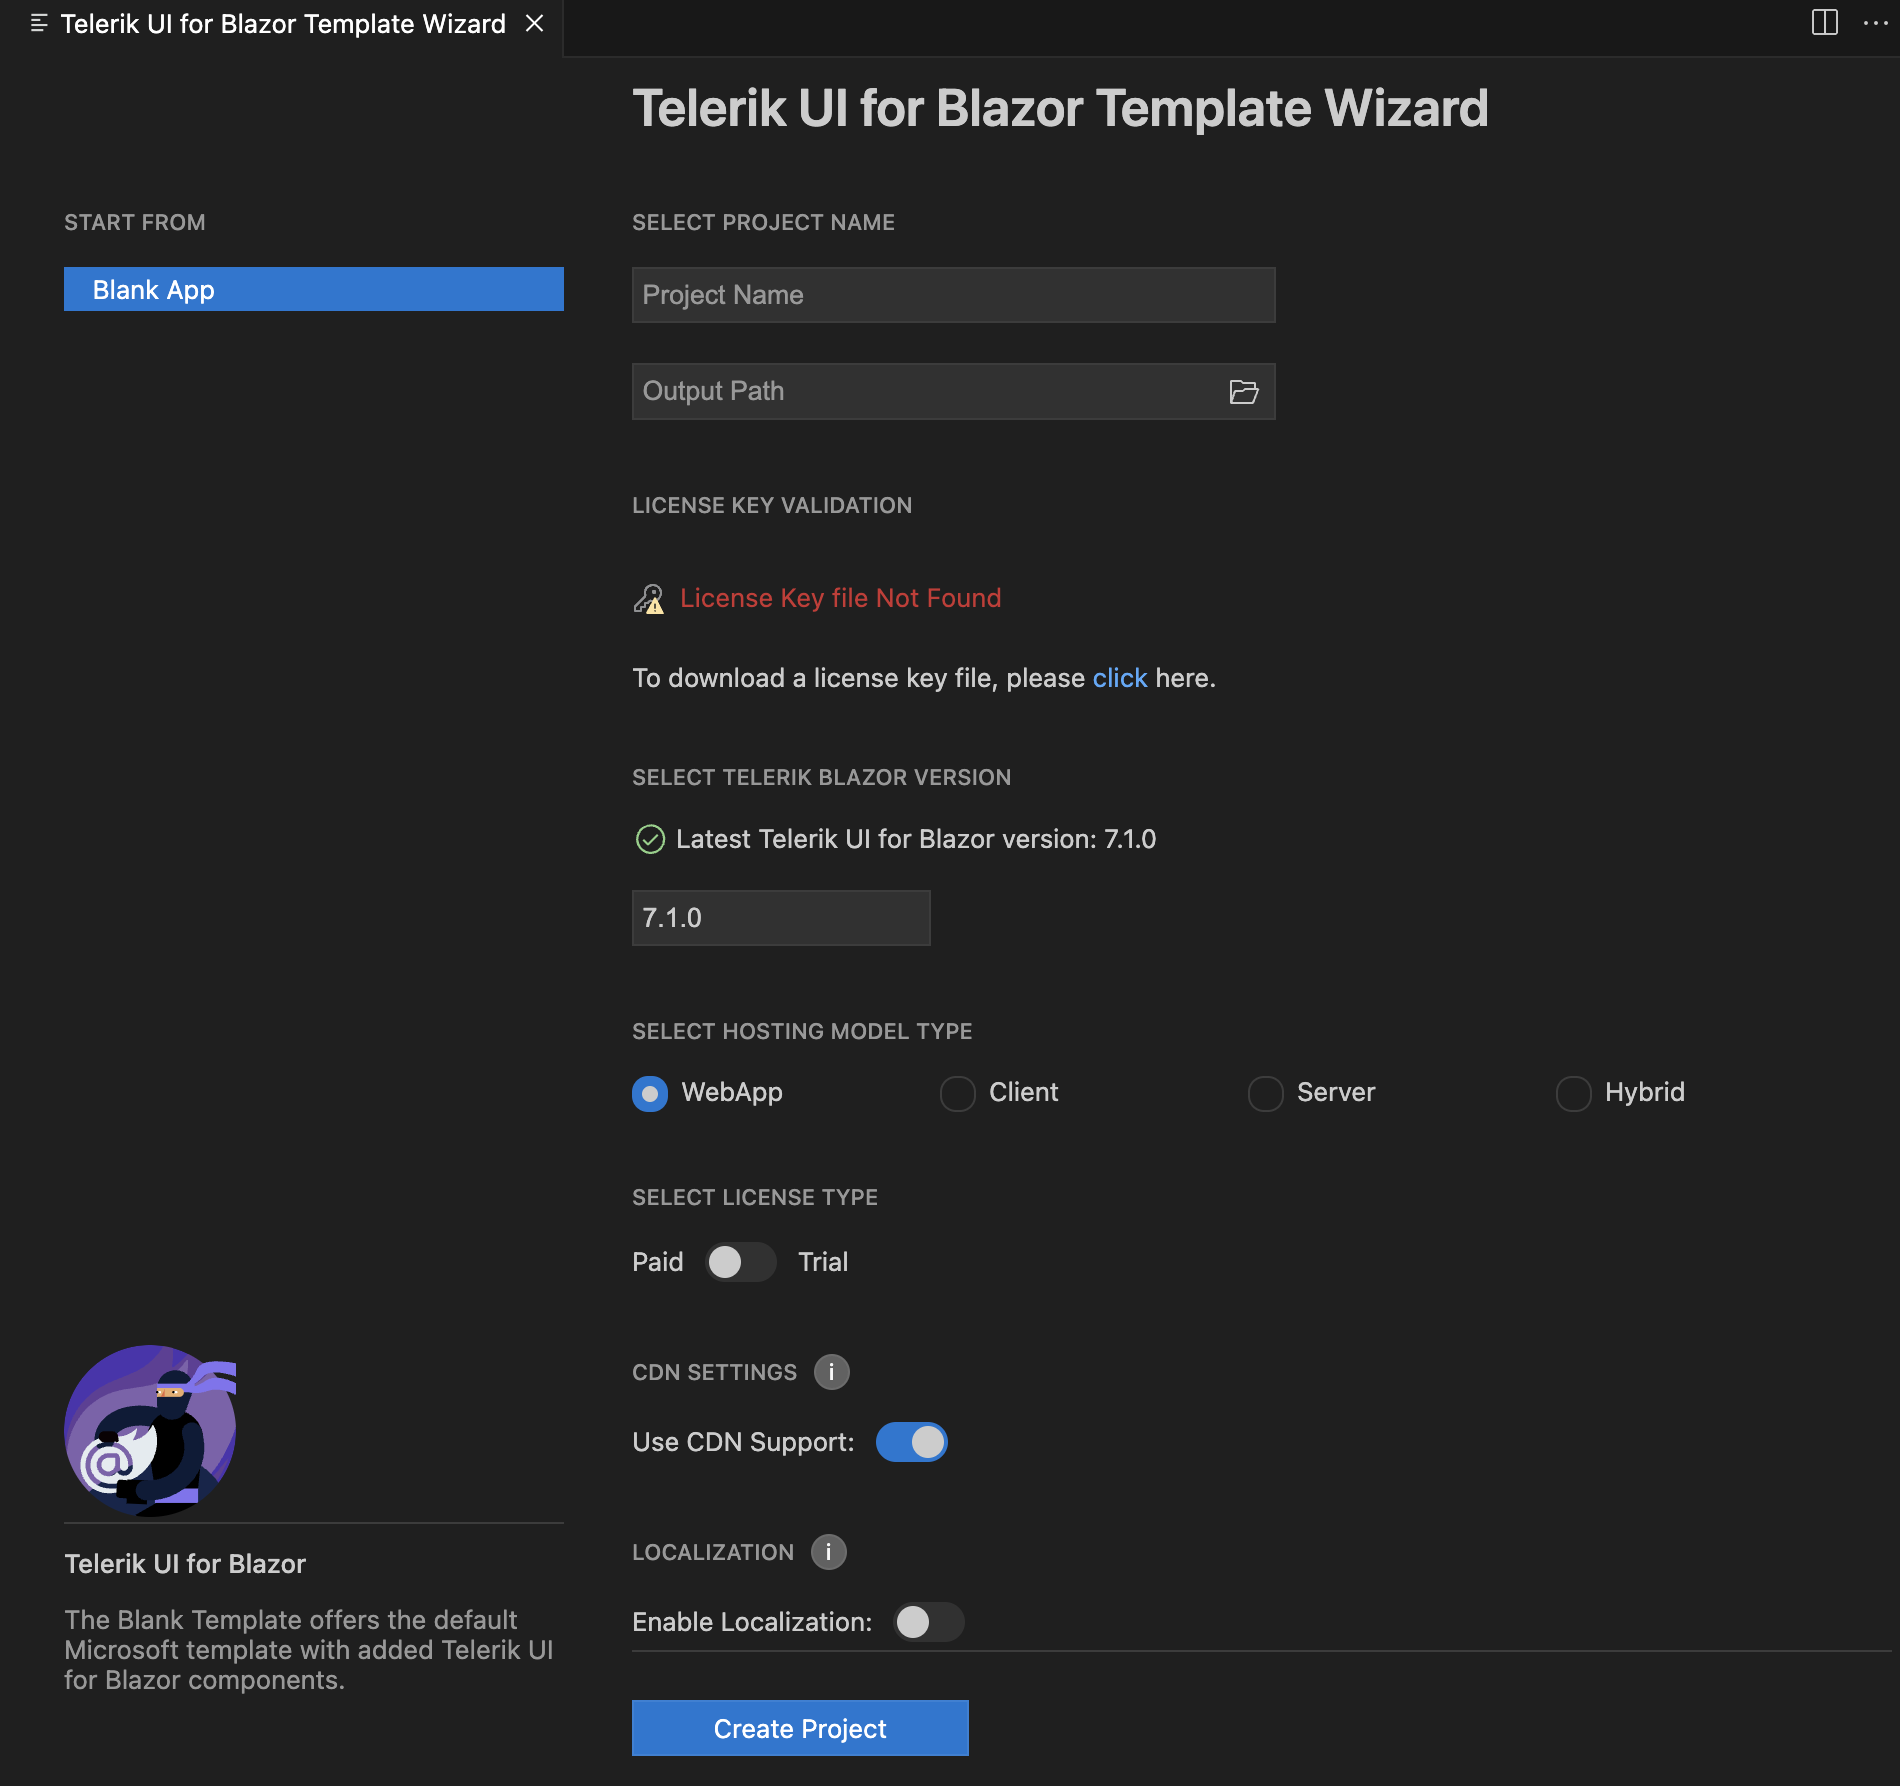 Telerik UI for Blazor Template Wizard
Telerik UI for Blazor Template Wizard
START FROM
Blank App
SELECT PROJECT NAME
Project Name
Output Path
LICENSE KEY VALIDATION
License Key file Not Found
To download a license key file, please click here.
SELECT TELERIK BLAZOR VERSION
Latest Telerik UI for Blazor version: 7.1.0
7.1.0
SELECT HOSTING MODEL TYPE
WebApp Client Server Hybrid
SELECT LICENSE TYPE
Paid Trial
CDN SETTINGS i
Use CDN Support:
LOCALIZATION i
Enable Localization:
Create Project
Telerik UI for Blazor
The Blank Template offers the default
Microsoft template with added Telerik UI
for Blazor components.